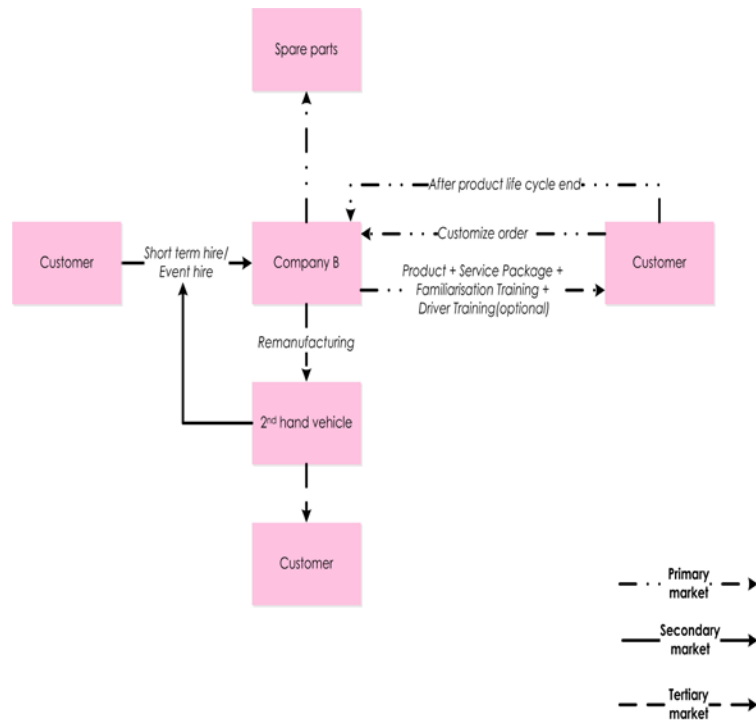 Spare parts
After product life cycle end
Customer
Short term hire/
Event hire
Company B
Customize order
Customer
Product + Service Package +
Familiarisation Training +
Driver Training(optional)
Remanufacturing
2nd hand vehicle
Customer
Primary
market
Secondary
market
Tertiary
market